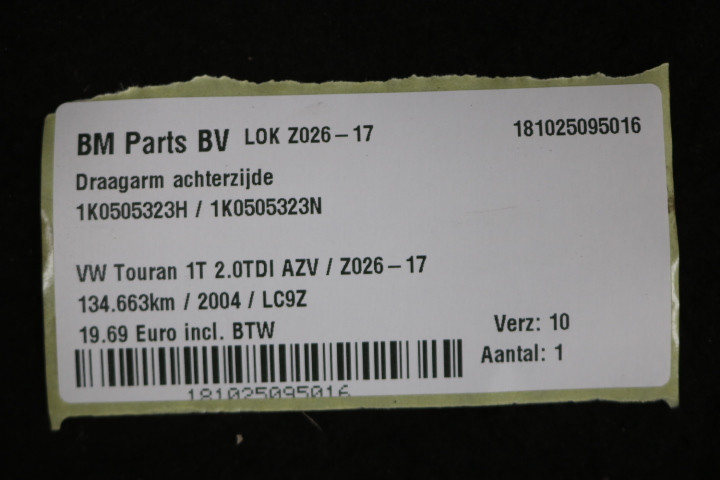 BM Parts BV LOK Z026-17 181025095016
Draagarm achterzijde
1K0505323H / 1K0505323N
VW Touran 1T 2.0TDI AZV / Z026-17
134.663km / 2004 / LC9Z
19.69 Euro incl. BTW
Verz: 10
Aantal: 1
181025095016